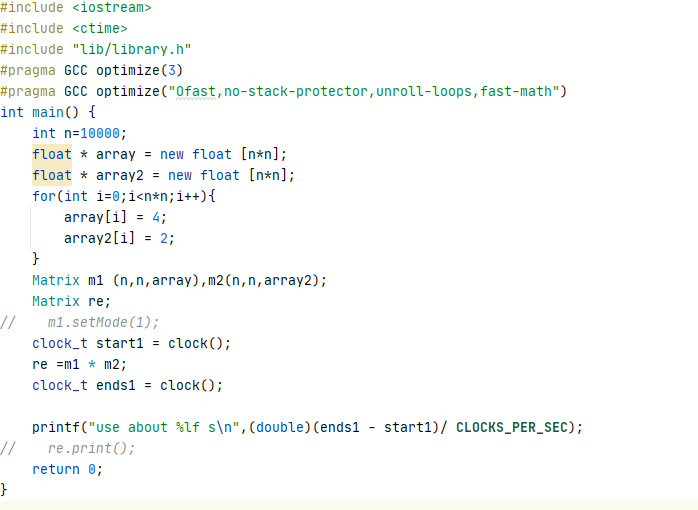 #include <iostream>
#include <ctime>
#include "lib/library.h"
#pragma GCC optimize(3)
#pragma GCC optimize("Ofast,no-stack-protector,unroll-loops,fast-math")
int main() {
    int n=10000;
    float * array = new float [n*n];
    float * array2 = new float [n*n];
    for(int i=0;i<n*n;i++){
        array[i] = 4;
        array2[i] = 2;
    }
    Matrix m1 (n,n,array),m2(n,n,array2);
    Matrix re;
//    m1.setMode(1);
    clock_t start1 = clock();
    re =m1 * m2;
    clock_t ends1 = clock();

    printf("use about %lf s\n",(double)(ends1 - start1)/ CLOCKS_PER_SEC);
//    re.print();
    return 0;
}